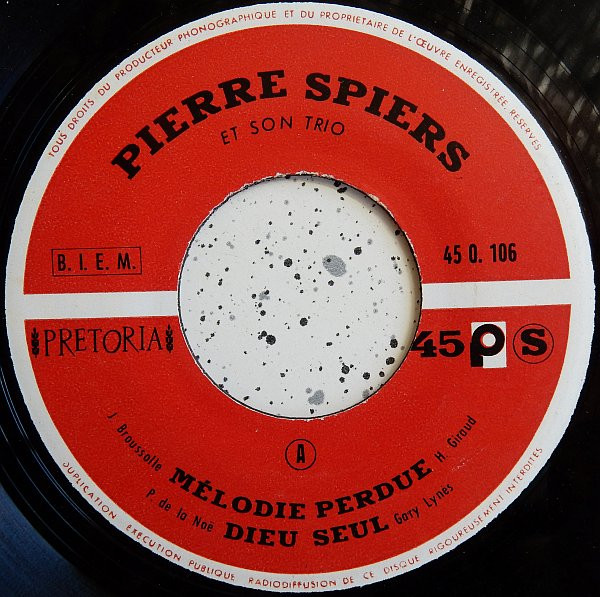 TOUS DROITS DU PRODUCTEUR PHONOGRAPHIQUE ET DU PROPRIETAIRE DE L'ŒUVRE ENREGISTRÉE RÉSERVÉS
PIERRE SPIERS
ET SON TRIO
B. I. E. M.
45 O. 106
PRETORIA
45 P S
A
J. Broussolle MÉLODIE PERDUE H. Giraud
P. de la Noë DIEU SEUL Gary Lynes
DUPLICATION EXÉCUTION PUBLIQUE RADIODIFFUSION DE CE DISQUE RIGOUREUSEMENT INTERDITES